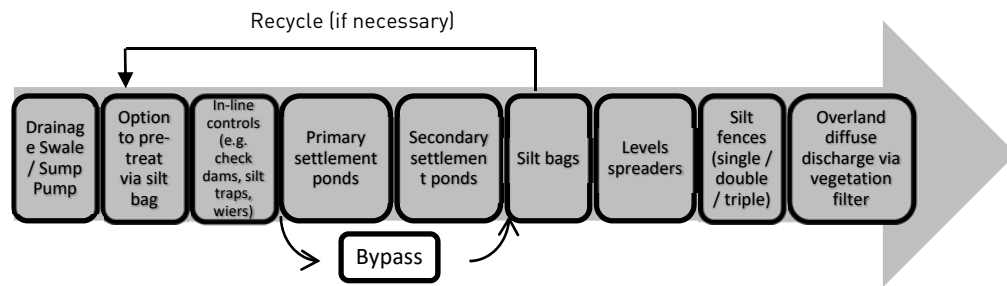 Recycle (if necessary)
Drainag
e Swale
/ Sump
Pump
Option
to pre-
treat
via silt
bag
In-line
controls
(e.g.
check
dams, silt
traps,
wiers)
Primary
settlement
ponds
Secondary
settlemen
t ponds
Silt bags
Levels
spreaders
Silt
fences
(single /
double
/ triple)
Overland
diffuse
discharge via
vegetation
filter
Bypass